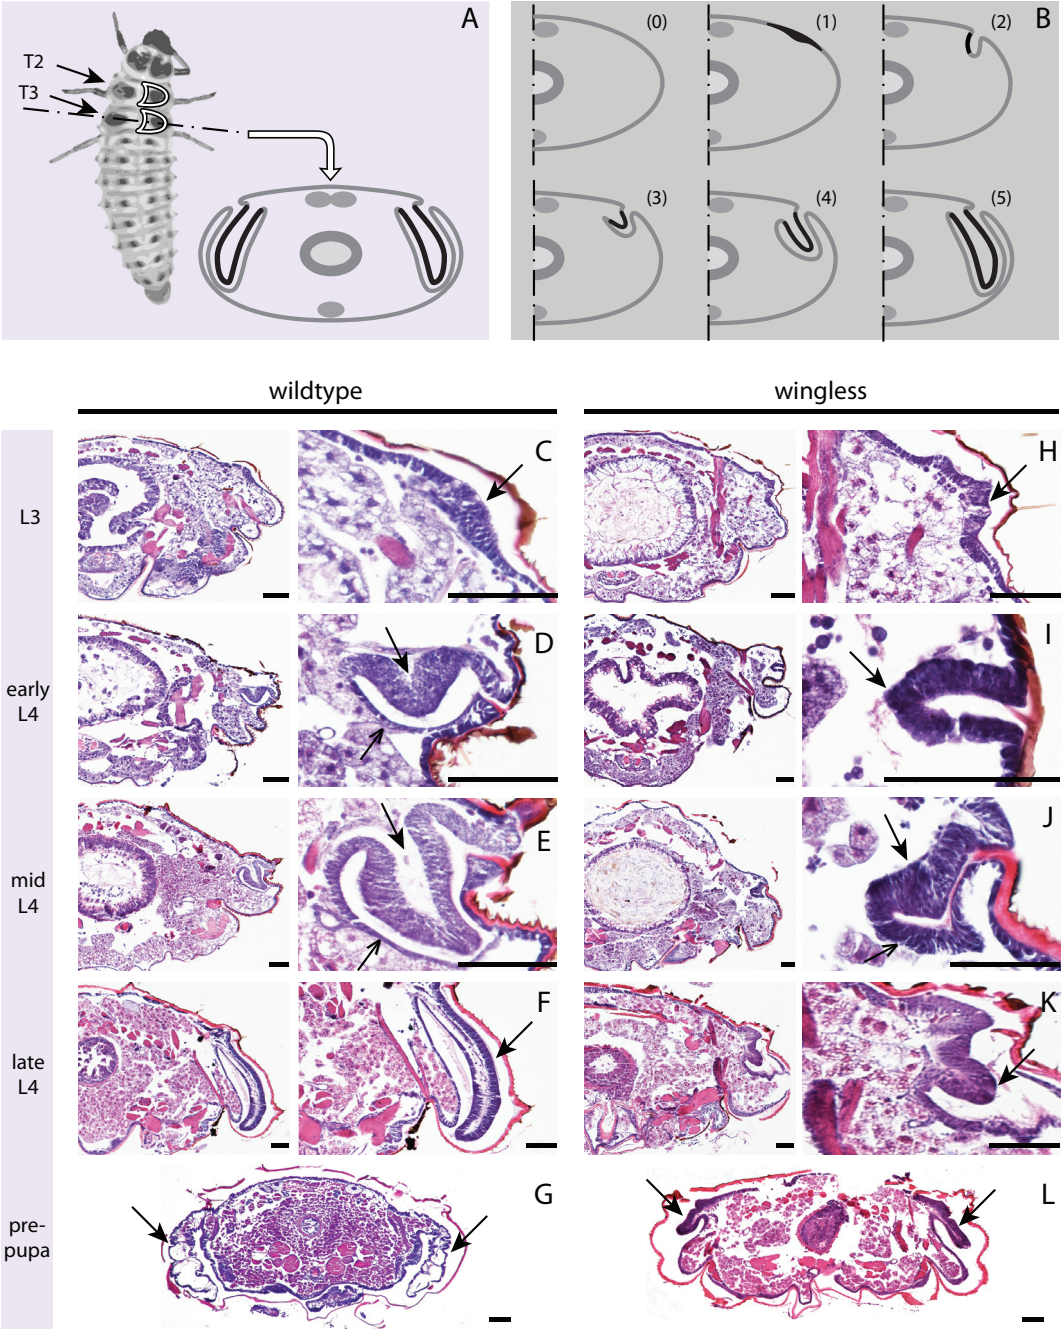 A
T2
T3
B
(0)
(1)
(2)
(3)
(4)
(5)
wildtype
wingless
L3
C
H
early
L4
D
I
mid
L4
E
J
late
L4
F
K
pre-
pupa
G
L